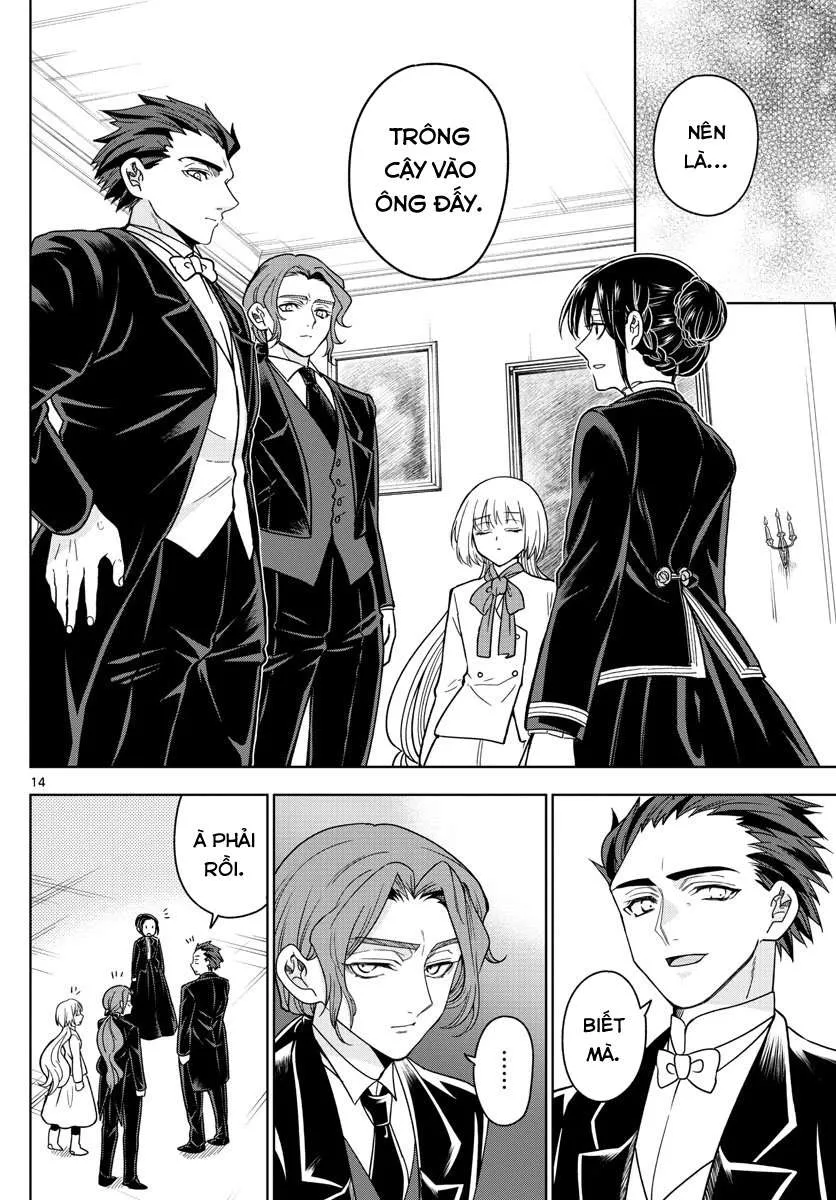 NÊN
LÀ...
TRÔNG
CẬY VÀO
ÔNG ĐẤY.
14
BIẾT
MÀ.
......
À PHẢI
RỒI.